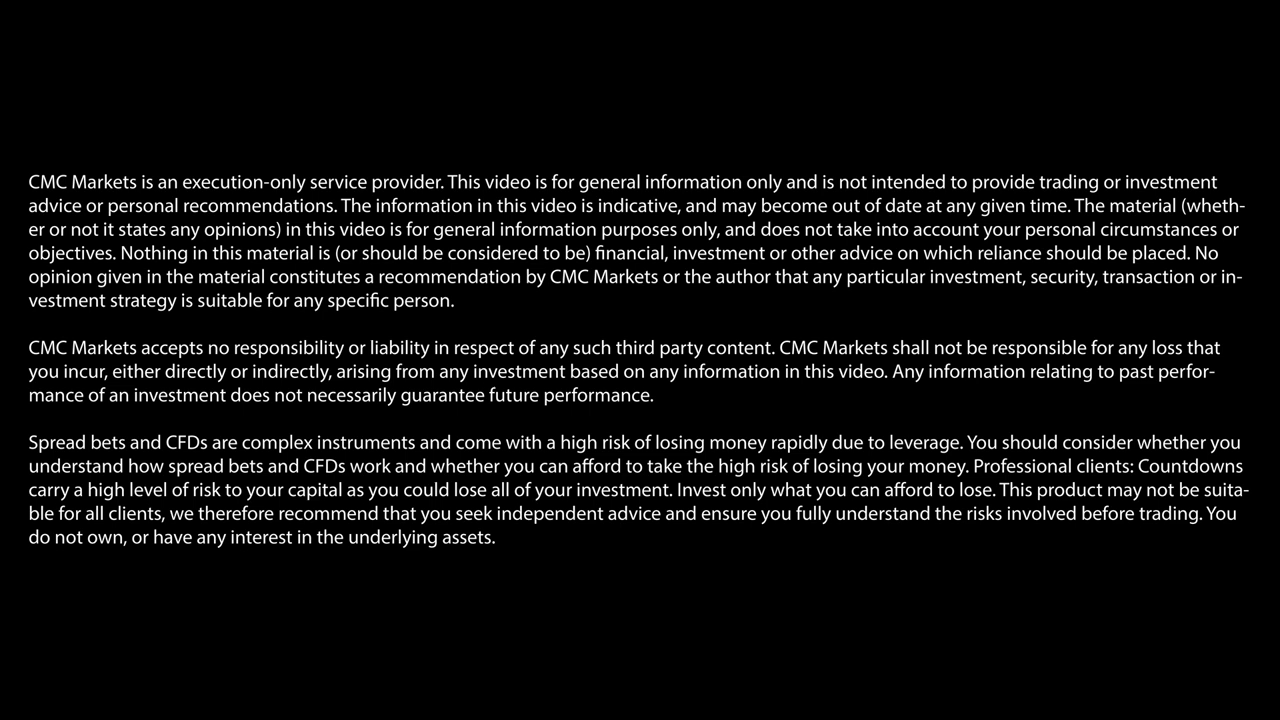 CMC Markets is an execution-only service provider. This video is for general information only and is not intended to provide trading or investment
advice or personal recommendations. The information in this video is indicative, and may become out of date at any given time. The material (wheth-
er or not it states any opinions) in this video is for general information purposes only, and does not take into account your personal circumstances or
objectives. Nothing in this material is (or should be considered to be) financial, investment or other advice on which reliance should be placed. No
opinion given in the material constitutes a recommendation by CMC Markets or the author that any particular investment, security, transaction or in-
vestment strategy is suitable for any specific person.
CMC Markets accepts no responsibility or liability in respect of any such third party content. CMC Markets shall not be responsible for any loss that
you incur, either directly or indirectly, arising from any investment based on any information in this video. Any information relating to past perfor-
mance of an investment does not necessarily guarantee future performance.
Spread bets and CFDs are complex instruments and come with a high risk of losing money rapidly due to leverage. You should consider whether you
understand how spread bets and CFDs work and whether you can afford to take the high risk of losing your money. Professional clients: Countdowns
carry a high level of risk to your capital as you could lose all of your investment. Invest only what you can afford to lose. This product may not be suita-
ble for all clients, we therefore recommend that you seek independent advice and ensure you fully understand the risks involved before trading. You
do not own, or have any interest in the underlying assets.